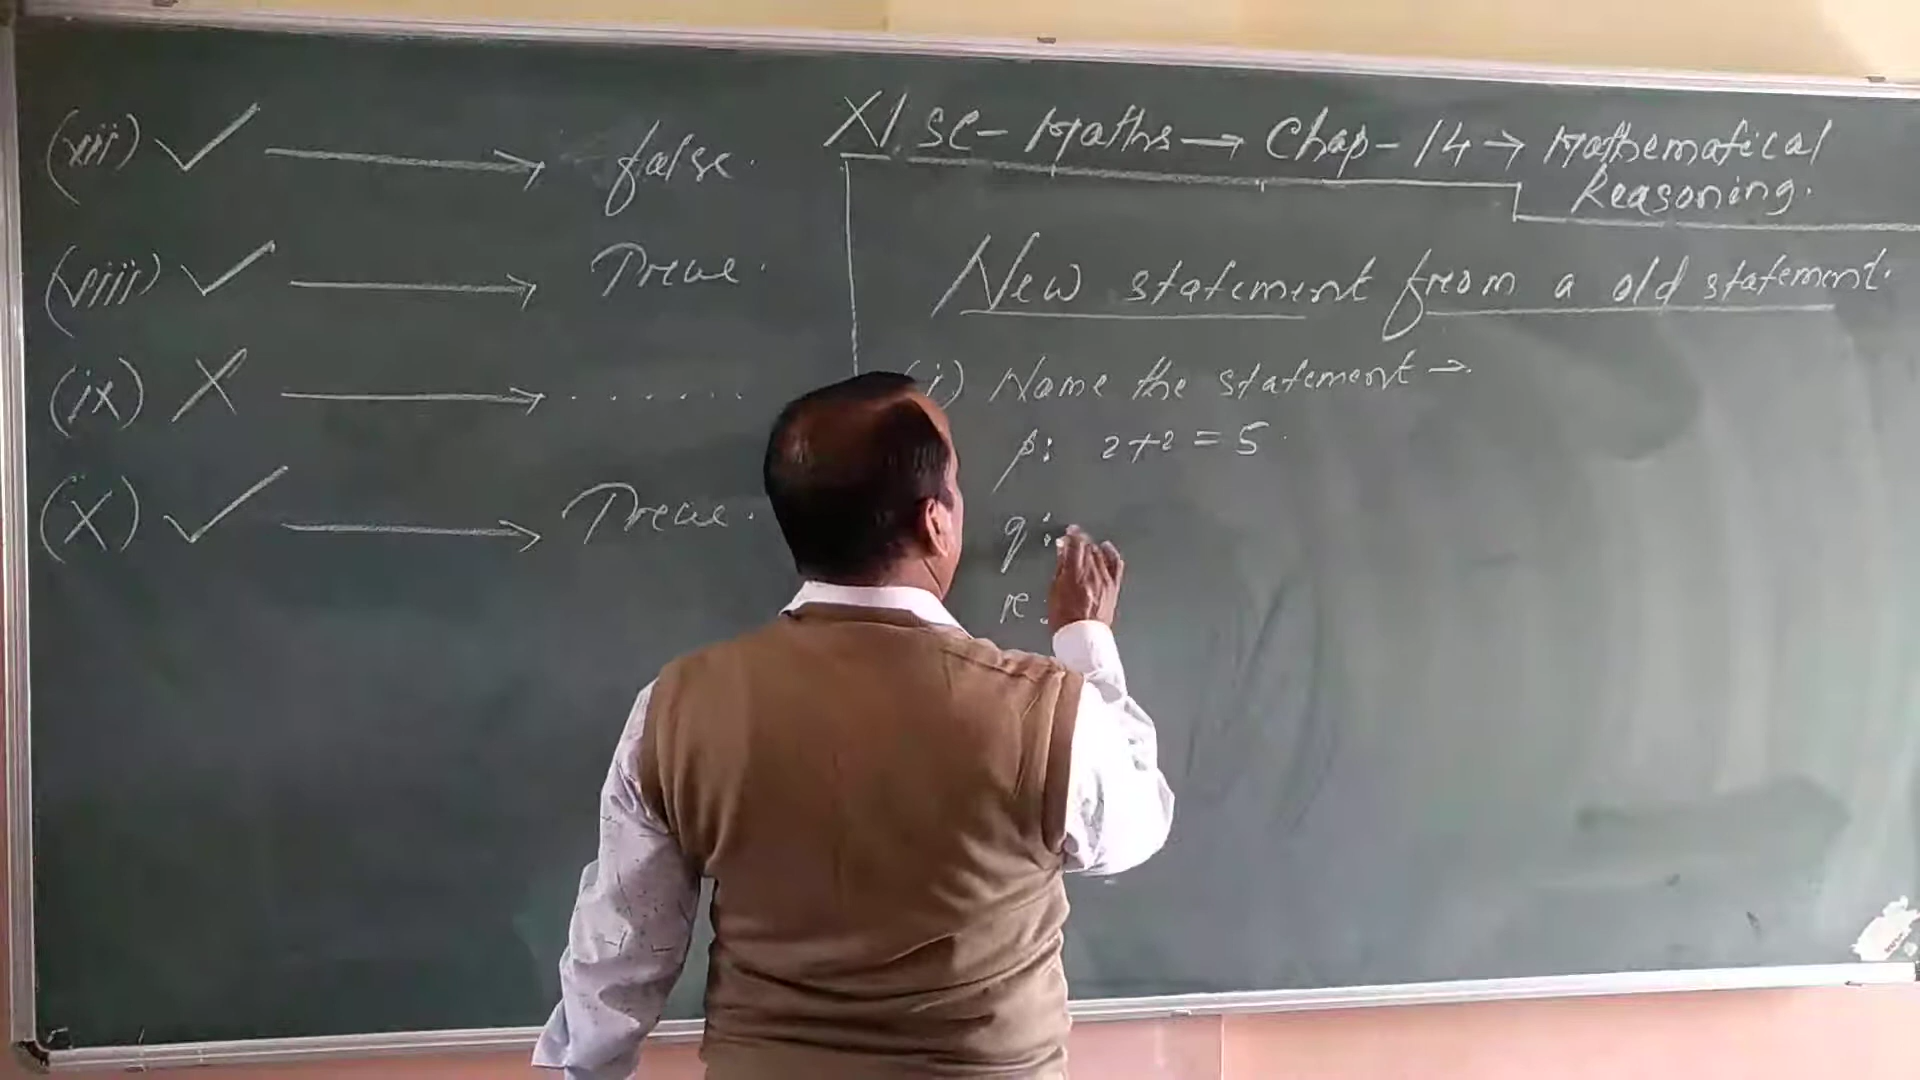 (vii) ✓ → false.
(viii) ✓ → True.
(ix) X → .......
(x) ✓ → True.
XI SC- Maths → Chap-14 → Mathematical
Reasoning.
New statement from a old statement.
(i) Name the statement →.
p: 2+2=5.
q:
r: